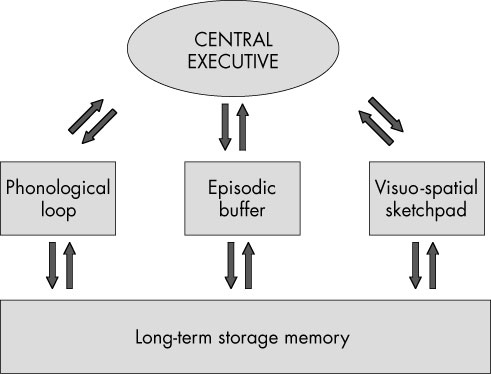 CENTRAL
EXECUTIVE
Phonological
loop
Episodic
buffer
Visuo-spatial
sketchpad
Long-term storage memory